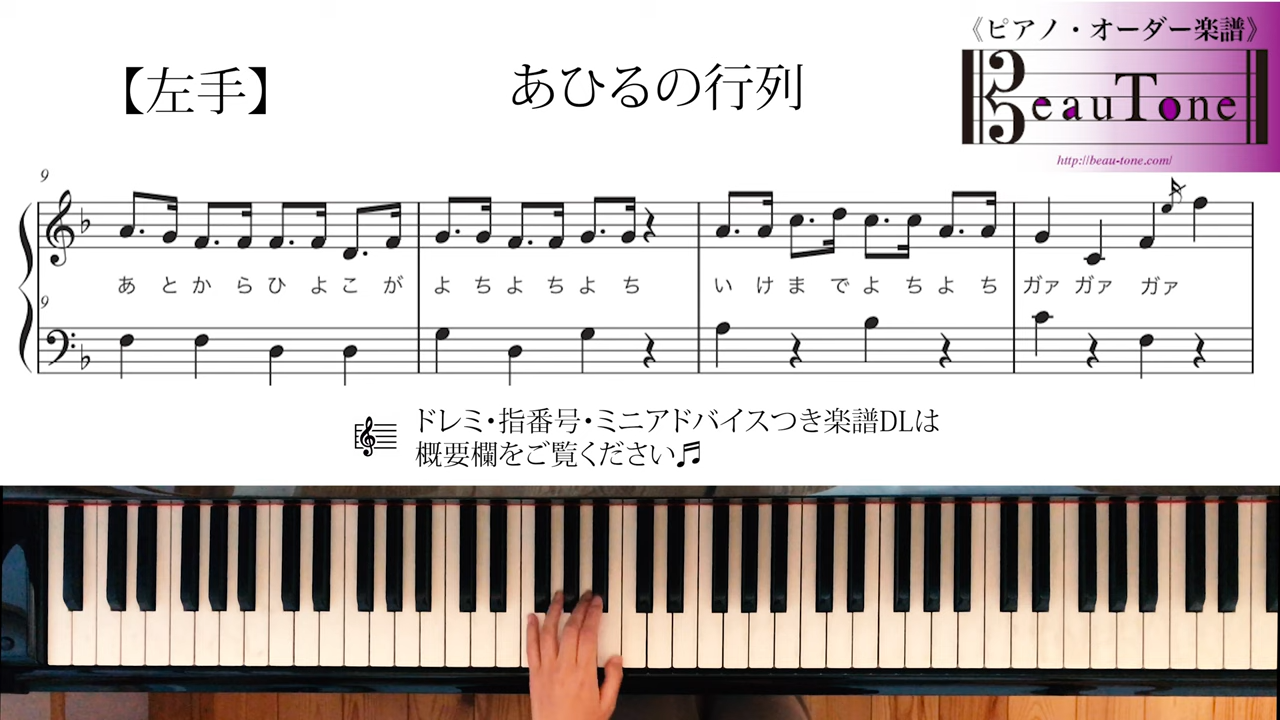 《ピアノ・オーダー楽譜》
【左手】
あひるの行列
BeauTone
http://beau-tone.com/
9
あとからひよこが よちよちよち いけまでよちよち ガァ ガァ ガァ
9
ドレミ・指番号・ミニアドバイスつき楽譜DLは
概要欄をご覧ください♬